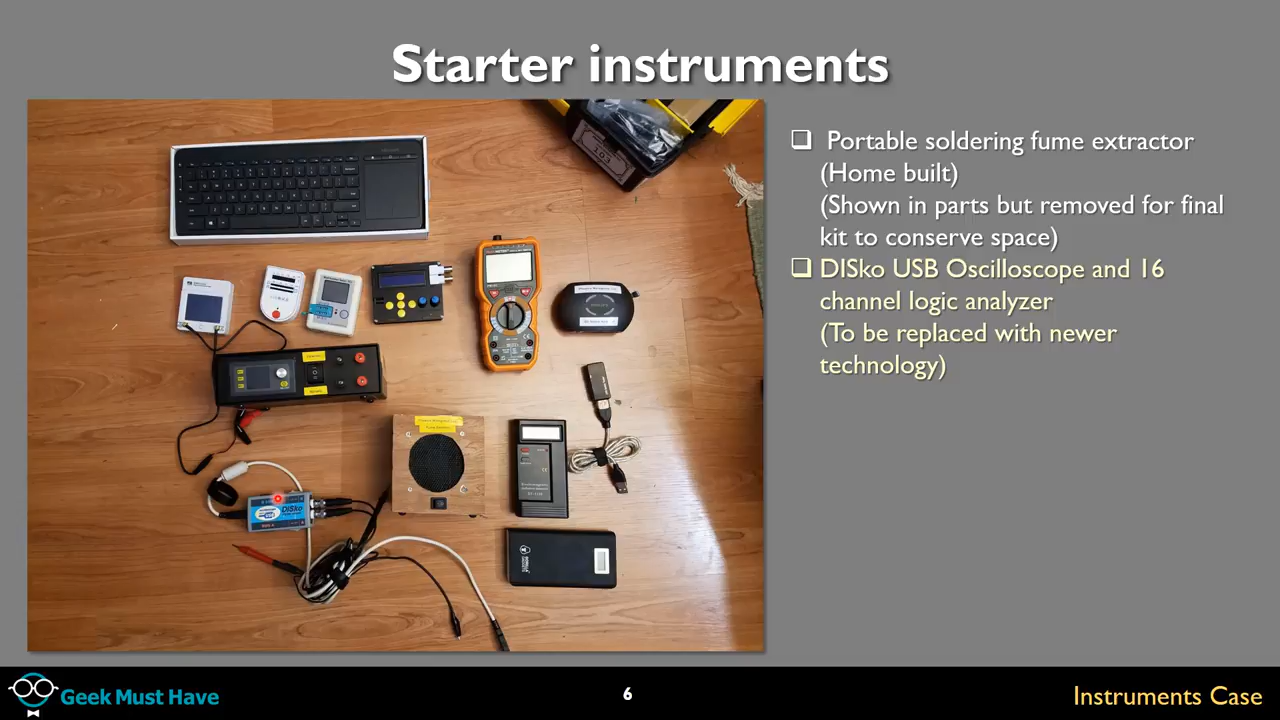 Starter instruments
Portable soldering fume extractor
(Home built)
(Shown in parts but removed for final
kit to conserve space)
DISko USB Oscilloscope and 16
channel logic analyzer
(To be replaced with newer
technology)
DiSko
Geek Must Have
6
Instruments Case